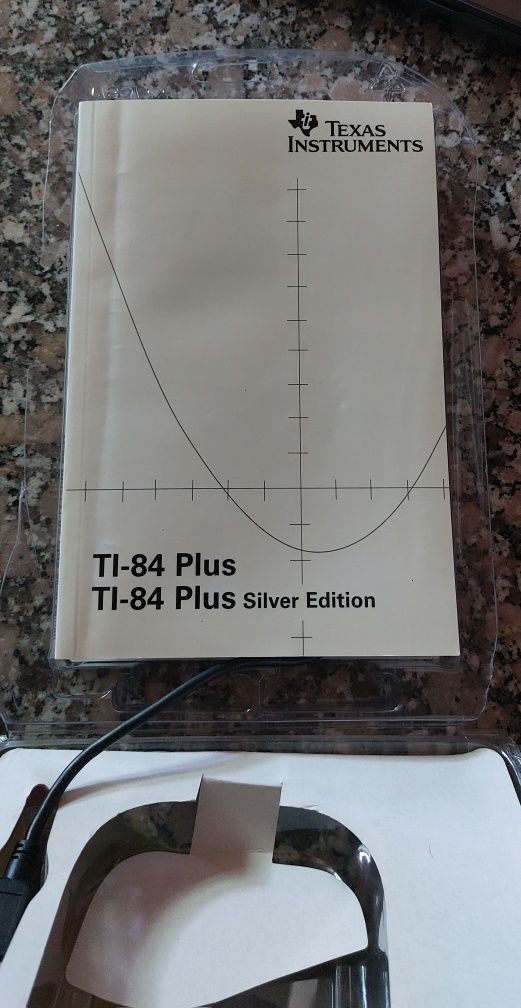 TEXAS
INSTRUMENTS
TI-84 Plus
TI-84 Plus Silver Edition